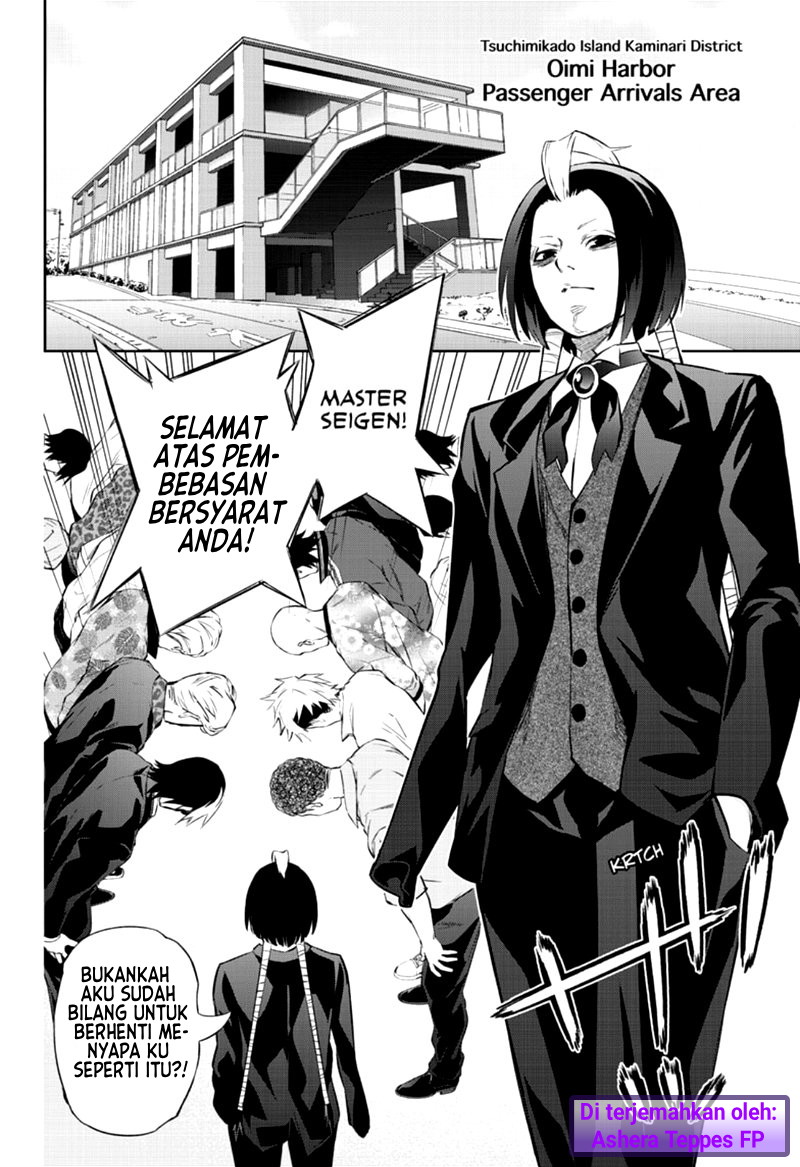 Tsuchimikado Island Kaminari District
Oimi Harbor
Passenger Arrivals Area
MASTER
SEIGEN!
SELAMAT
ATAS PEM-
BEBASAN
BERSYARAT
ANDA!
KRTCH
BUKANKAH
AKU SUDAH
BILANG UNTUK
BERHENTI ME-
NYAPA KU
SEPERTI ITU?!
Di terjemahkan oleh:
Ashera Teppes FP